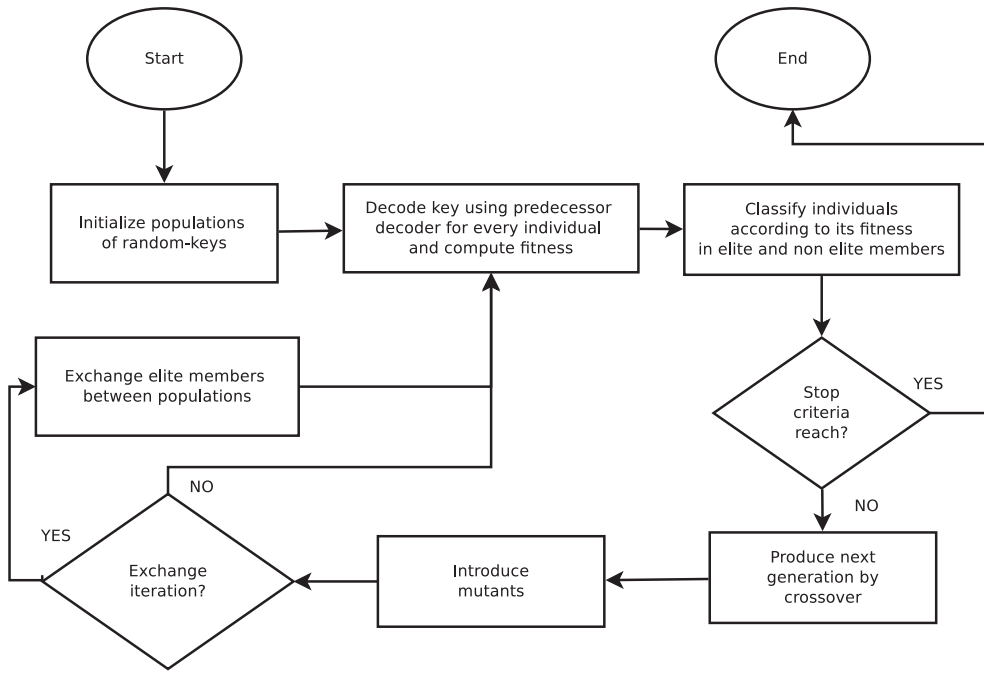 Start
End
Initialize populations
of random-keys
Decode key using predecessor
decoder for every individual
and compute fitness
Classify individuals
according to its fitness
in elite and non elite members
Exchange elite members
between populations
Stop
criteria
reach?
YES
NO
NO
YES
Exchange
iteration?
Introduce
mutants
Produce next
generation by
crossover